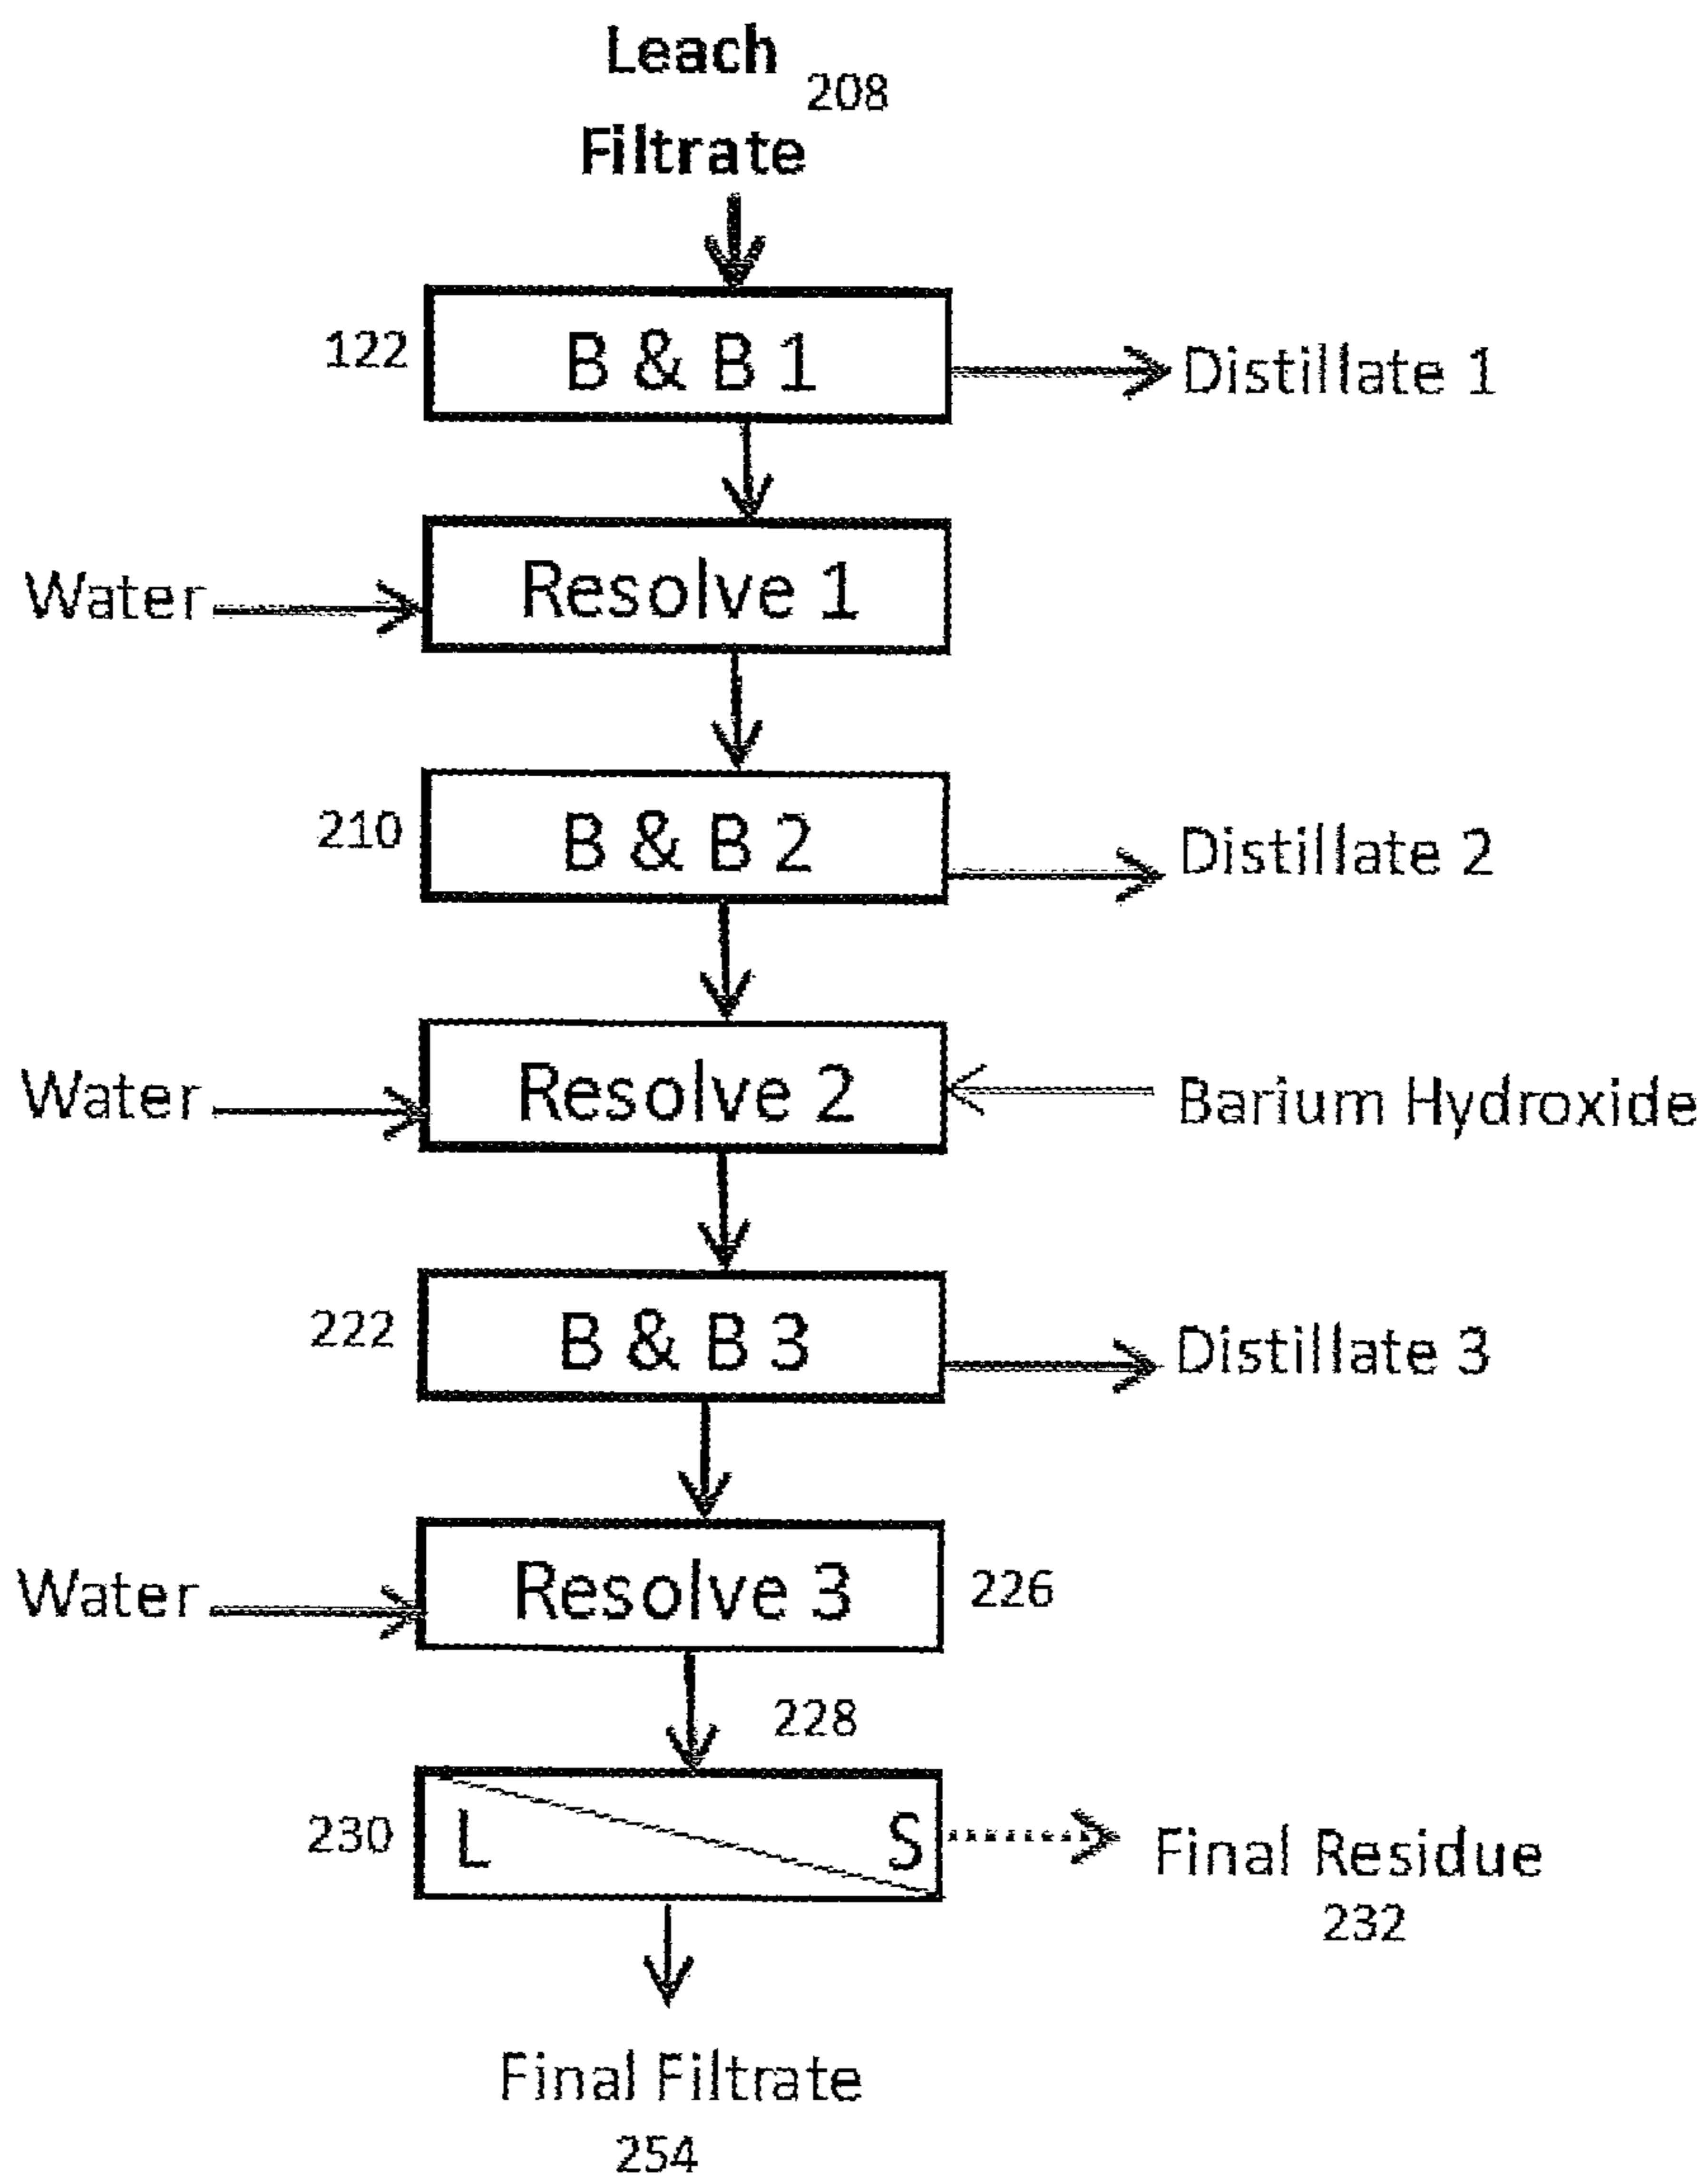 Leach
208
Filtrate
122
B & B 1
Distillate 1
Water
Resolve 1
210
B & B 2
Distillate 2
Water
Resolve 2
Barium Hydroxide
222
B & B 3
Distillate 3
Water
Resolve 3
226
228
230
L
S
Final Residue
232
Final Filtrate
254